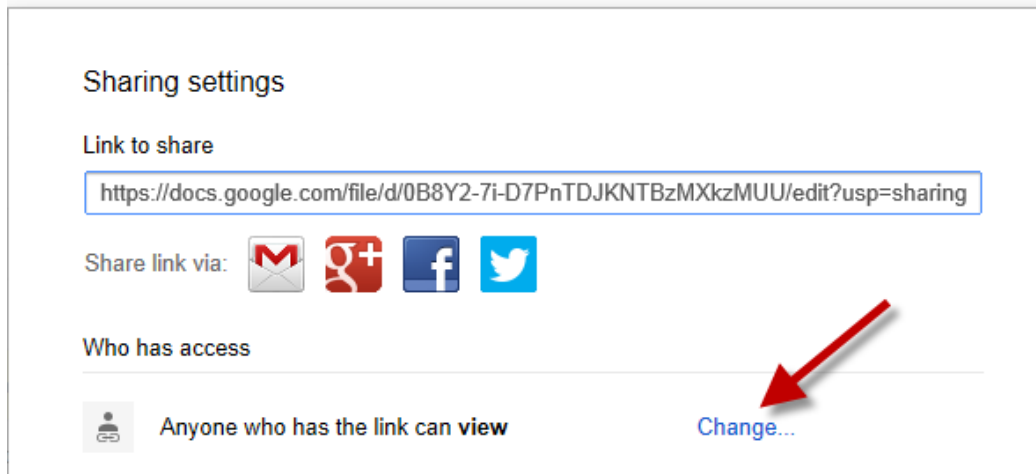 Sharing settings
Link to share
https://docs.google.com/file/d/0B8Y2-7i-D7PnTDJKNTBzMXkzMUU/edit?usp=sharing
Share link via: M g+ f
Who has access
Anyone who has the link can view Change...